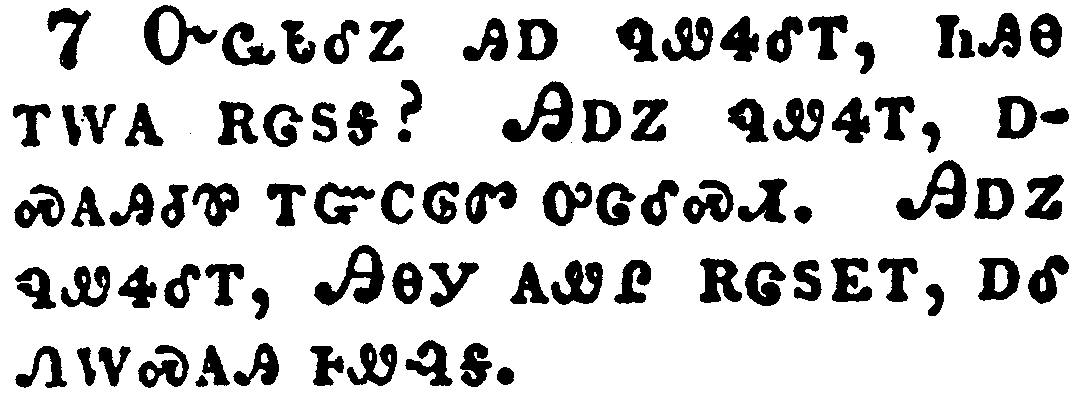 7 ᏅᏩᏓᎴᏃ ᎯᎠ ᏄᏪᏎᎴᎢ, ᏂᎯᎾ
ᎢᎳᎪ ᎡᏣᏚᎦ? ᎯᎠᏃ ᏄᏪᏎᎢ, Ꭰ-
ᏍᎪᎯᏧᏈ ᎢᏳᏟᎶᏛ ᎤᏣᎴᏍᏗ. ᎯᎠᏃ
ᏄᏪᏎᎴᎢ, ᎯᎾᎩ ᎪᏪᎵ ᎡᏣᏚᎬᎢ, ᎠᎴ
ᏁᎳᏍᎪᎯ ᎰᏪᎸᎦ.